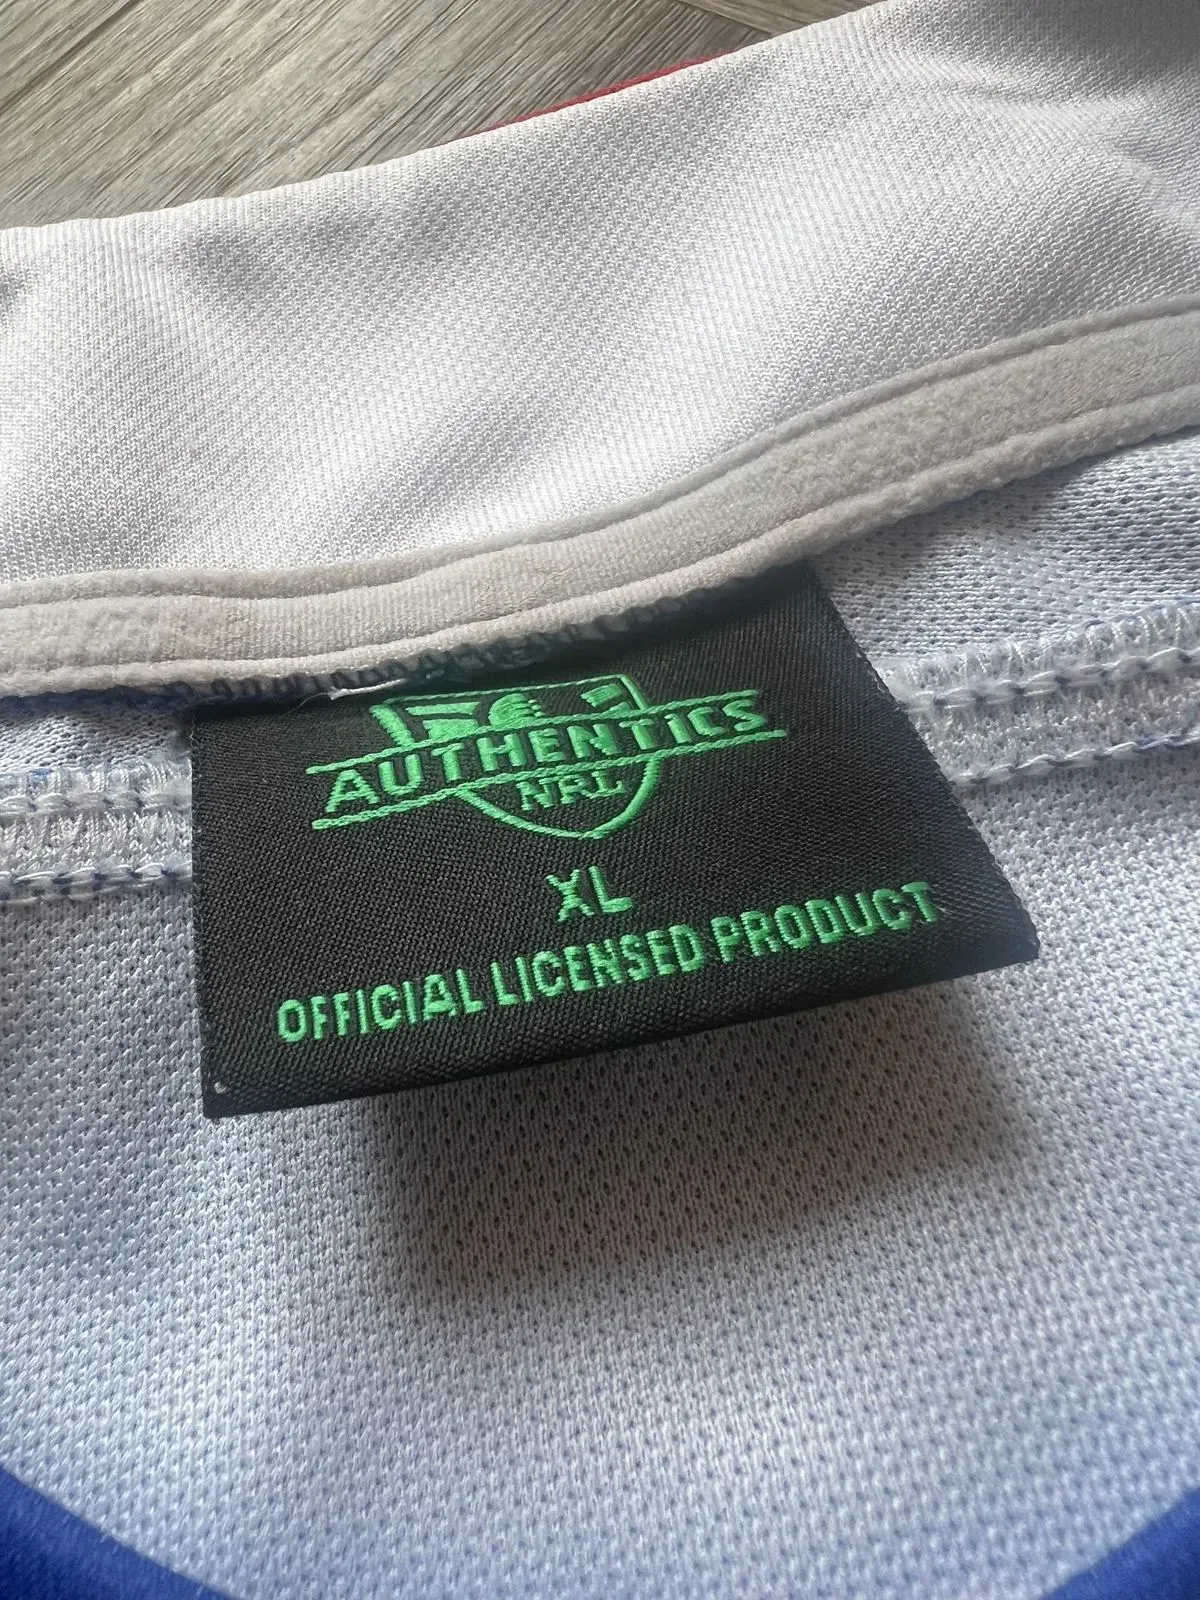 AUTHENTICS
NRL
XL
OFFICIAL LICENSED PRODUCT